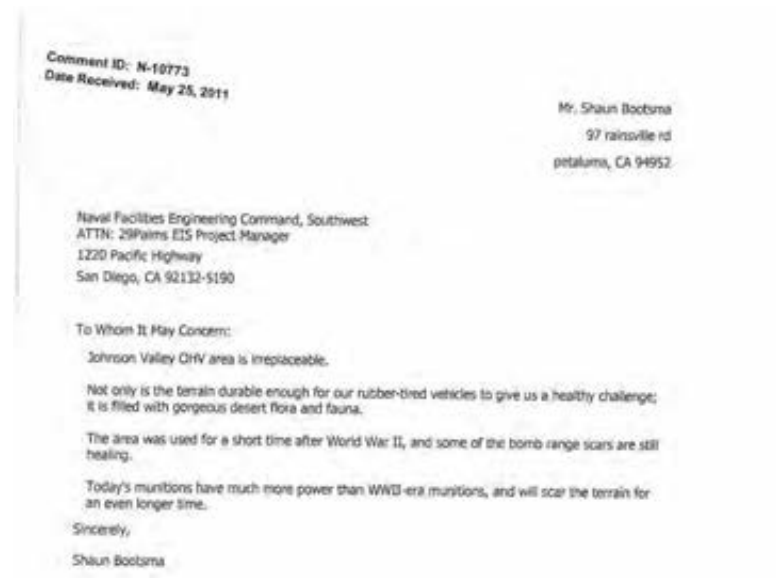 Comment ID: N-10773
Date Received: May 25, 2011
Mr. Shaun Bootsma
97 rainsville rd
petaluma, CA 94952
Naval Facilities Engineering Command, Southwest
ATTN: 29Palms EIS Project Manager
1220 Pacific Highway
San Diego, CA 92132-5190
To Whom It May Concern:
Johnson Valley OHV area is irreplaceable.
Not only is the terrain durable enough for our rubber-tired vehicles to give us a healthy challenge;
it is filled with gorgeous desert flora and fauna.
The area was used for a short time after World War II, and some of the bomb range scars are still
healing.
Today's munitions have much more power than WWII-era munitions, and will scar the terrain for
an even longer time.
Sincerely,
Shaun Bootsma